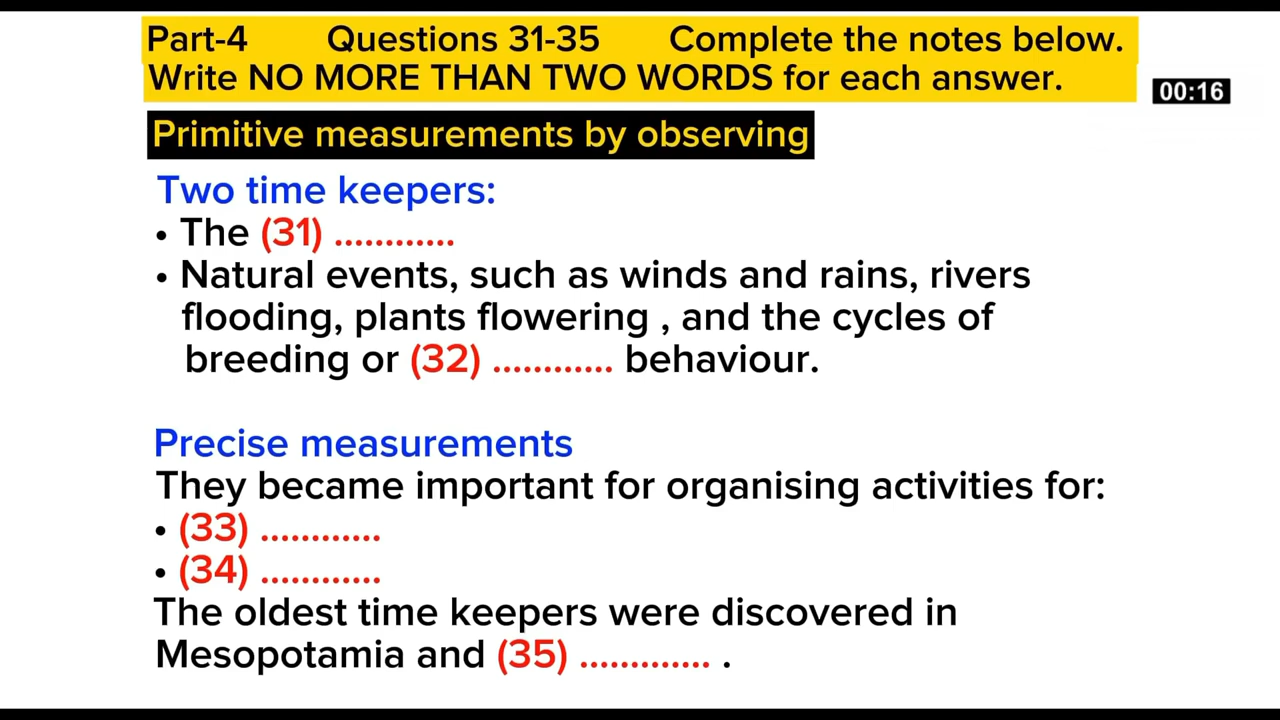 Part-4 Questions 31-35 Complete the notes below.
Write NO MORE THAN TWO WORDS for each answer.
00:16
Primitive measurements by observing
Two time keepers:
• The (31) ............
• Natural events, such as winds and rains, rivers
flooding, plants flowering , and the cycles of
breeding or (32) ............ behaviour.
Precise measurements
They became important for organising activities for:
• (33) ............
• (34) ............
The oldest time keepers were discovered in
Mesopotamia and (35) ............. .